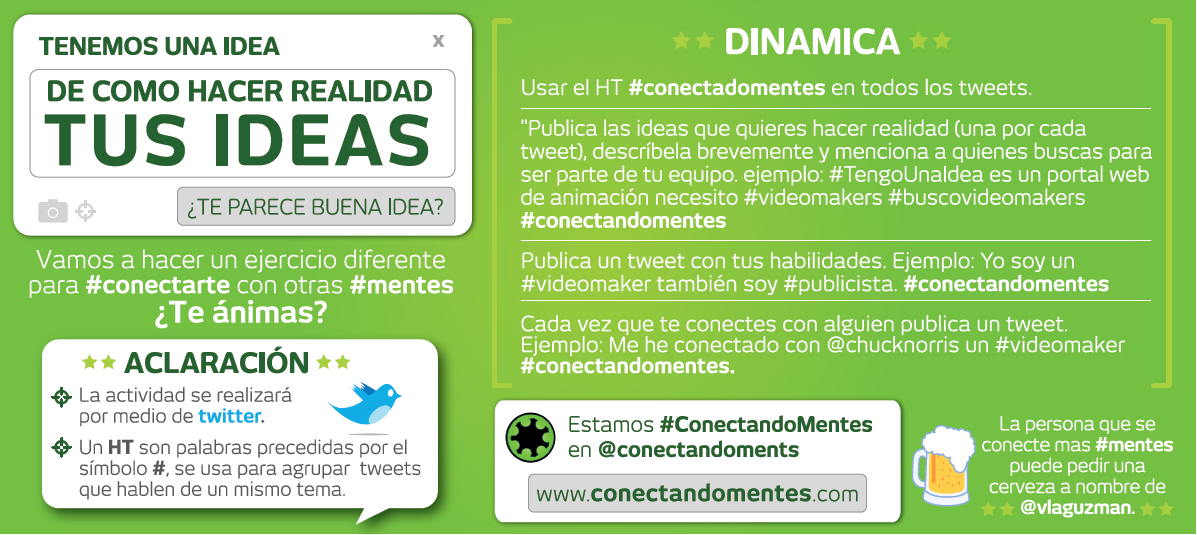 TENEMOS UNA IDEA
x
DE COMO HACER REALIDAD
TUS IDEAS
¿TE PARECE BUENA IDEA?
Vamos a hacer un ejercicio diferente
para #conectarte con otras #mentes
¿Te ánimas?
ACLARACIÓN
La actividad se realizará
por medio de twitter.
Un HT son palabras precedidas por el
símbolo #, se usa para agrupar tweets
que hablen de un mismo tema.
DINAMICA
Usar el HT #conectadomentes en todos los tweets.
"Publica las ideas que quieres hacer realidad (una por cada
tweet), descríbela brevemente y menciona a quienes buscas para
ser parte de tu equipo. ejemplo: #TengoUnaIdea es un portal web
de animación necesito #videomakers #buscovideomakers
#conectandomentes
Publica un tweet con tus habilidades. Ejemplo: Yo soy un
#videomaker también soy #publicista. #conectandomentes
Cada vez que te conectes con alguien publica un tweet.
Ejemplo: Me he conectado con @chucknorris un #videomaker
#conectandomentes.
Estamos #ConectandoMentes
en @conectandoments
www.conectandomentes.com
La persona que se
conecte mas #mentes
puede pedir una
cerveza a nombre de
@vlaguzman.